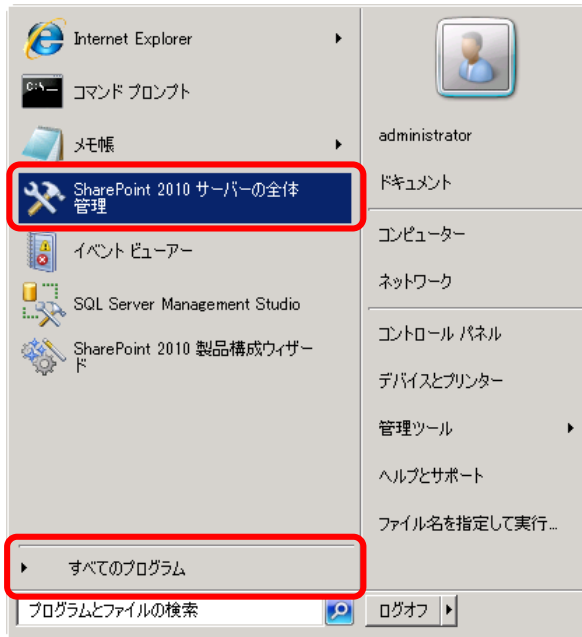 Internet Explorer
C:\
コマンド プロンプト
メモ帳
SharePoint 2010 サーバーの全体
管理
イベント ビューアー
SQL Server Management Studio
SharePoint 2010 製品構成ウィザー
ド
すべてのプログラム
プログラムとファイルの検索
administrator
ドキュメント
コンピューター
ネットワーク
コントロール パネル
デバイスとプリンター
管理ツール
ヘルプとサポート
ファイル名を指定して実行...
ログオフ